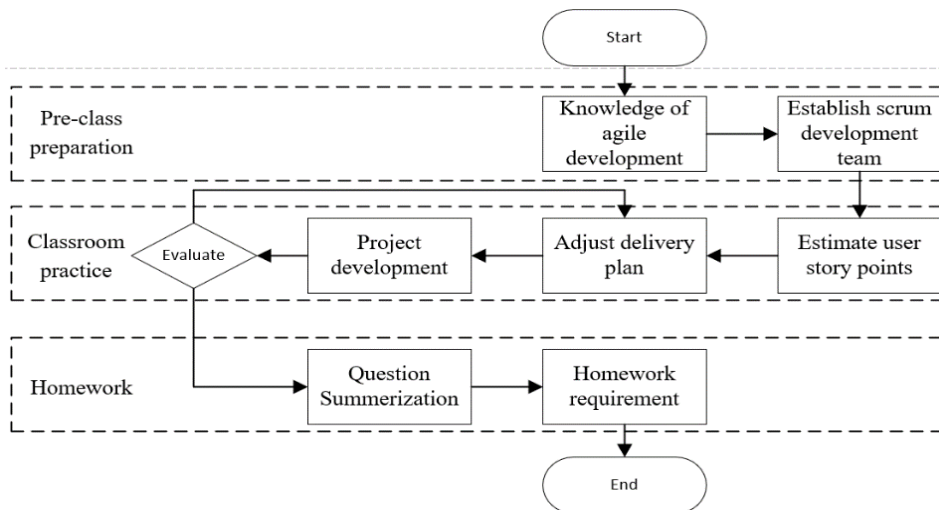 Start
Pre-class
preparation
Knowledge of
agile
development
Establish scrum
development
team
Classroom
practice
Evaluate
Project
development
Adjust delivery
plan
Estimate user
story points
Homework
Question
Summerization
Homework
requirement
End